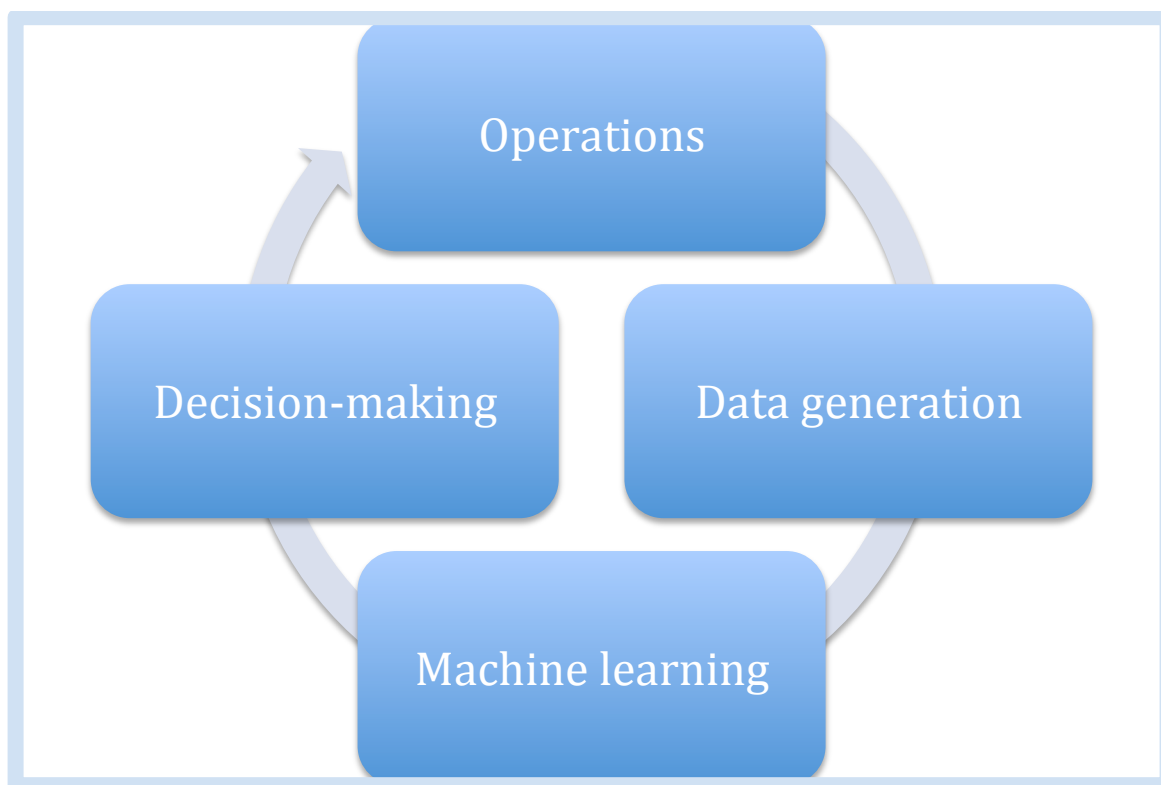 Operations
Decision-making
Data generation
Machine learning